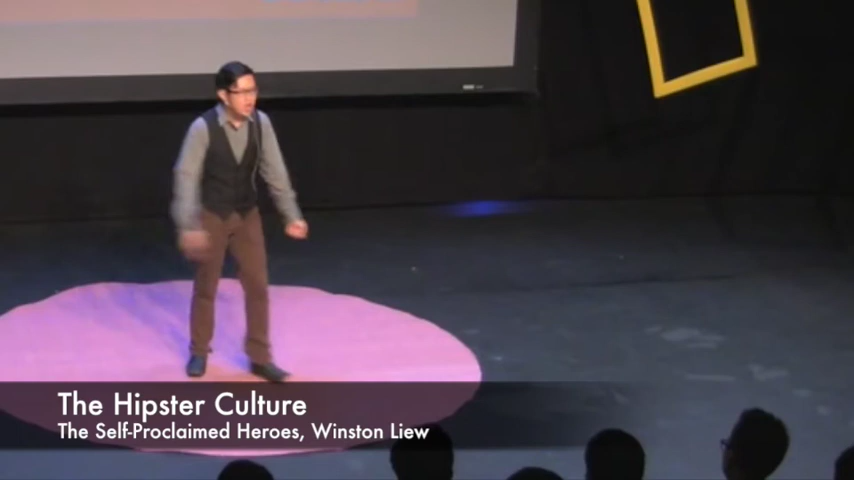 The Hipster Culture
The Self-Proclaimed Heroes, Winston Liew